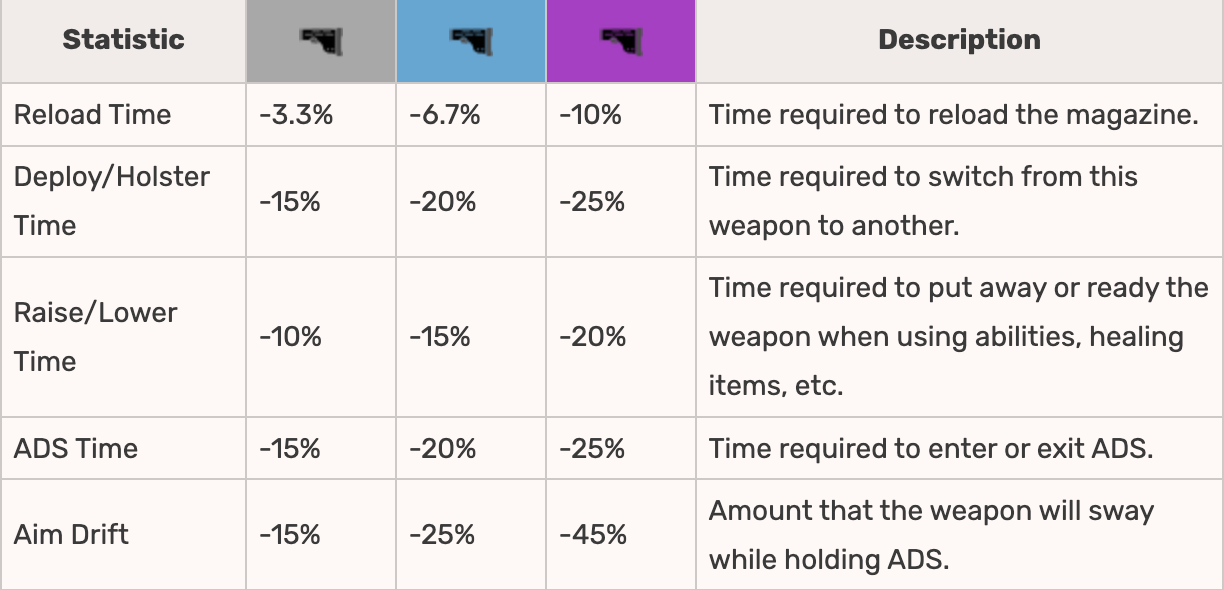 Statistic Description
Reload Time -3.3% -6.7% -10% Time required to reload the magazine.
Deploy/Holster
Time
-15% -20% -25%
Time required to switch from this
weapon to another.
Raise/Lower
Time
-10% -15% -20%
Time required to put away or ready the
weapon when using abilities, healing
items, etc.
ADS Time -15% -20% -25% Time required to enter or exit ADS.
Aim Drift -15% -25% -45%
Amount that the weapon will sway
while holding ADS.